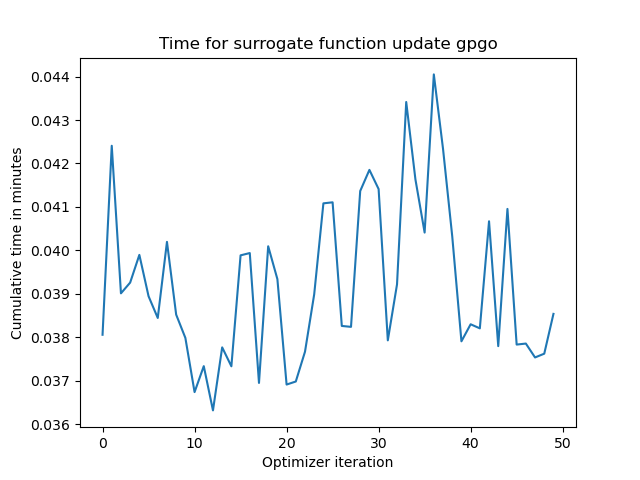 Time for surrogate function update gpgo
0.044
0.043
0.042
0.041
0.040
0.039
0.038
0.037
0.036
Cumulative time in minutes
0 10 20 30 40 50
Optimizer iteration